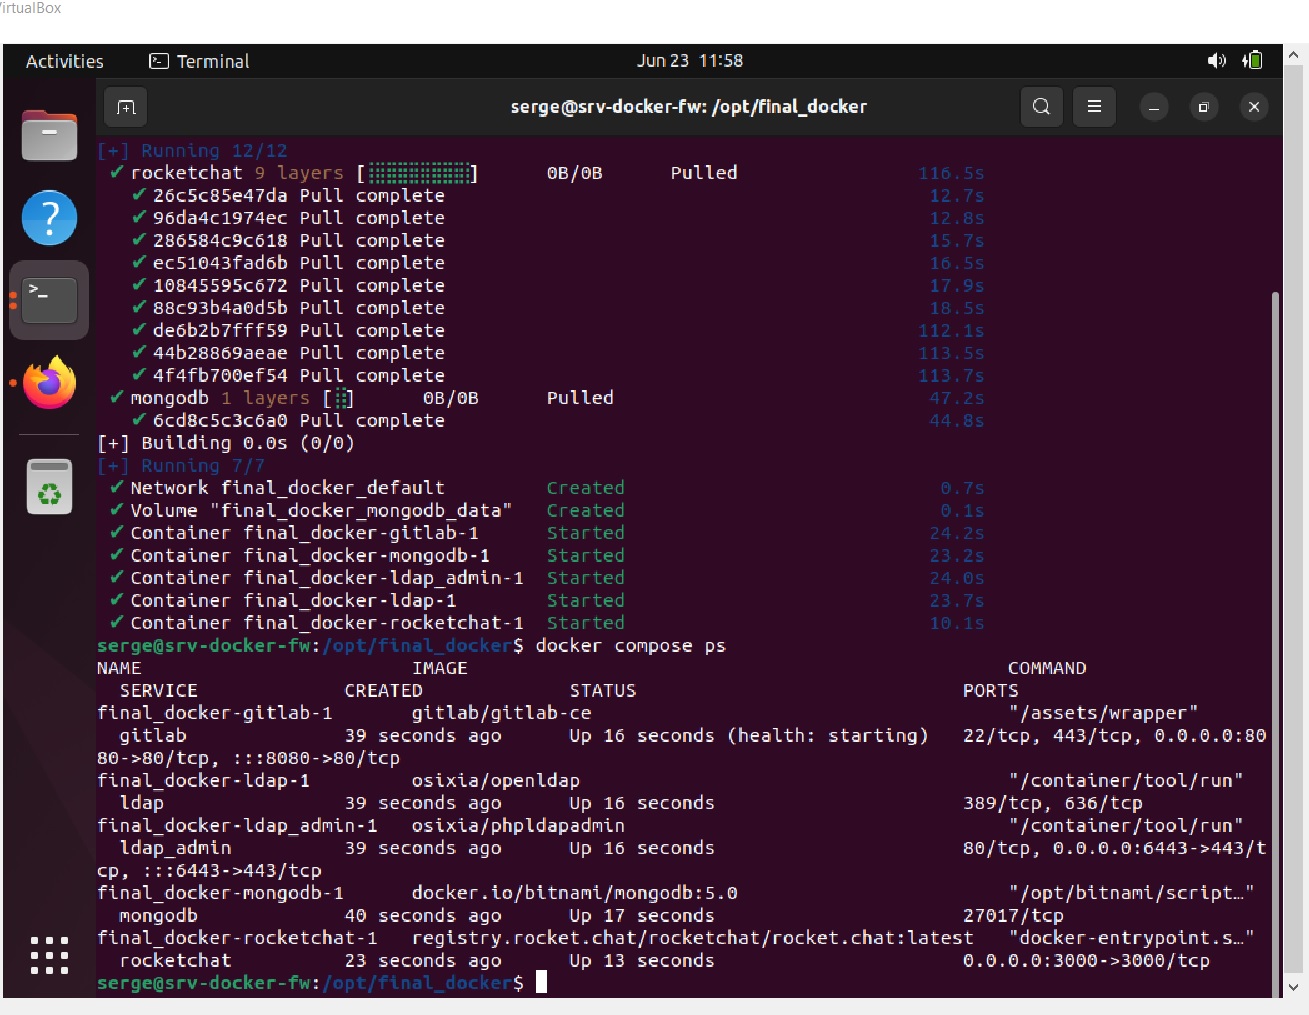 VirtualBox
Activities Terminal Jun 23 11:58
serge@srv-docker-fw: /opt/final_docker
[+] Running 12/12
✔ rocketchat 9 layers [⣿⣿⣿⣿⣿⣿⣿⣿⣿] 0B/0B Pulled 116.5s
✔ 26c5c85e47da Pull complete 12.7s
✔ 96da4c1974ec Pull complete 12.8s
✔ 286584c9c618 Pull complete 15.7s
✔ ec51043fad6b Pull complete 16.5s
✔ 10845595c672 Pull complete 17.9s
✔ 88c93b4a0d5b Pull complete 18.5s
✔ de6b2b7fff59 Pull complete 112.1s
✔ 44b28869aeae Pull complete 113.5s
✔ 4f4fb700ef54 Pull complete 113.7s
✔ mongodb 1 layers [⣿] 0B/0B Pulled 47.2s
✔ 6cd8c5c3c6a0 Pull complete 44.8s
[+] Building 0.0s (0/0)
[+] Running 7/7
✔ Network final_docker_default Created 0.7s
✔ Volume "final_docker_mongodb_data" Created 0.1s
✔ Container final_docker-gitlab-1 Started 24.2s
✔ Container final_docker-mongodb-1 Started 23.2s
✔ Container final_docker-ldap_admin-1 Started 24.0s
✔ Container final_docker-ldap-1 Started 23.7s
✔ Container final_docker-rocketchat-1 Started 10.1s
serge@srv-docker-fw:/opt/final_docker$ docker compose ps
NAME IMAGE COMMAND
SERVICE CREATED STATUS PORTS
final_docker-gitlab-1 gitlab/gitlab-ce "/assets/wrapper"
gitlab 39 seconds ago Up 16 seconds (health: starting) 22/tcp, 443/tcp, 0.0.0.0:80
80->80/tcp, :::8080->80/tcp
final_docker-ldap-1 osixia/openldap "/container/tool/run"
ldap 39 seconds ago Up 16 seconds 389/tcp, 636/tcp
final_docker-ldap_admin-1 osixia/phpldapadmin "/container/tool/run"
ldap_admin 39 seconds ago Up 16 seconds 80/tcp, 0.0.0.0:6443->443/t
cp, :::6443->443/tcp
final_docker-mongodb-1 docker.io/bitnami/mongodb:5.0 "/opt/bitnami/script…"
mongodb 40 seconds ago Up 17 seconds 27017/tcp
final_docker-rocketchat-1 registry.rocket.chat/rocketchat/rocket.chat:latest "docker-entrypoint.s…"
rocketchat 23 seconds ago Up 13 seconds 0.0.0.0:3000->3000/tcp
serge@srv-docker-fw:/opt/final_docker$